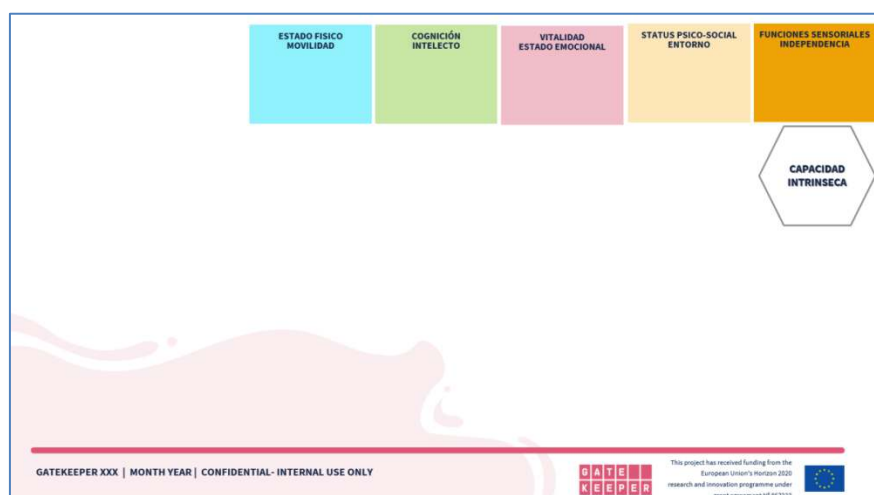 ESTADO FISICO
MOVILIDAD
COGNICIÓN
INTELECTO
VITALIDAD
ESTADO EMOCIONAL
STATUS PSICO-SOCIAL
ENTORNO
FUNCIONES SENSORIALES
INDEPENDENCIA
CAPACIDAD
INTRINSECA
GATEKEEPER XXX | MONTH YEAR | CONFIDENTIAL- INTERNAL USE ONLY
GATE
KEEPER
This project has received funding from the
European Union's Horizon 2020
research and innovation programme under